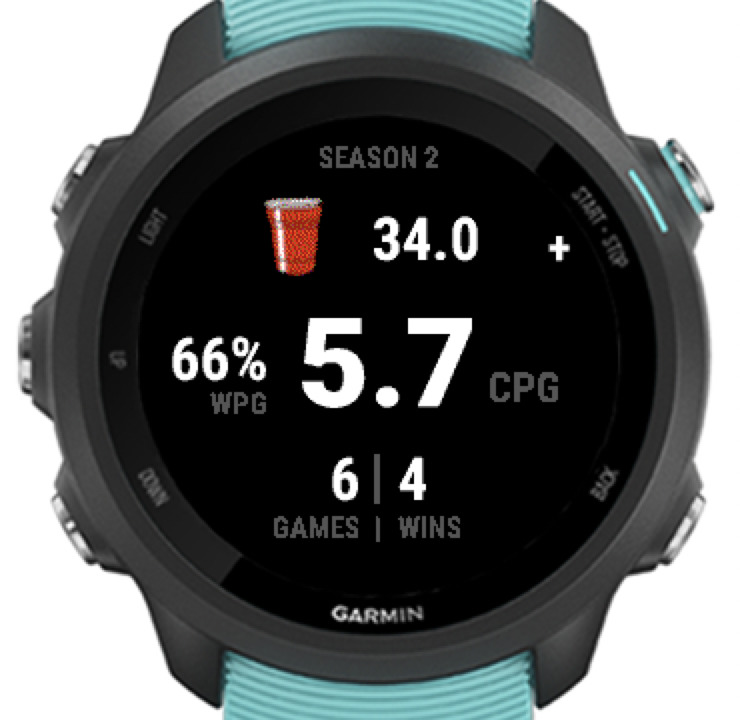 SEASON 2
START • STOP
LIGHT
34.0 +
UP
66% 5.7 CPG
WPG
6 | 4
GAMES | WINS
DOWN
BACK
GARMIN